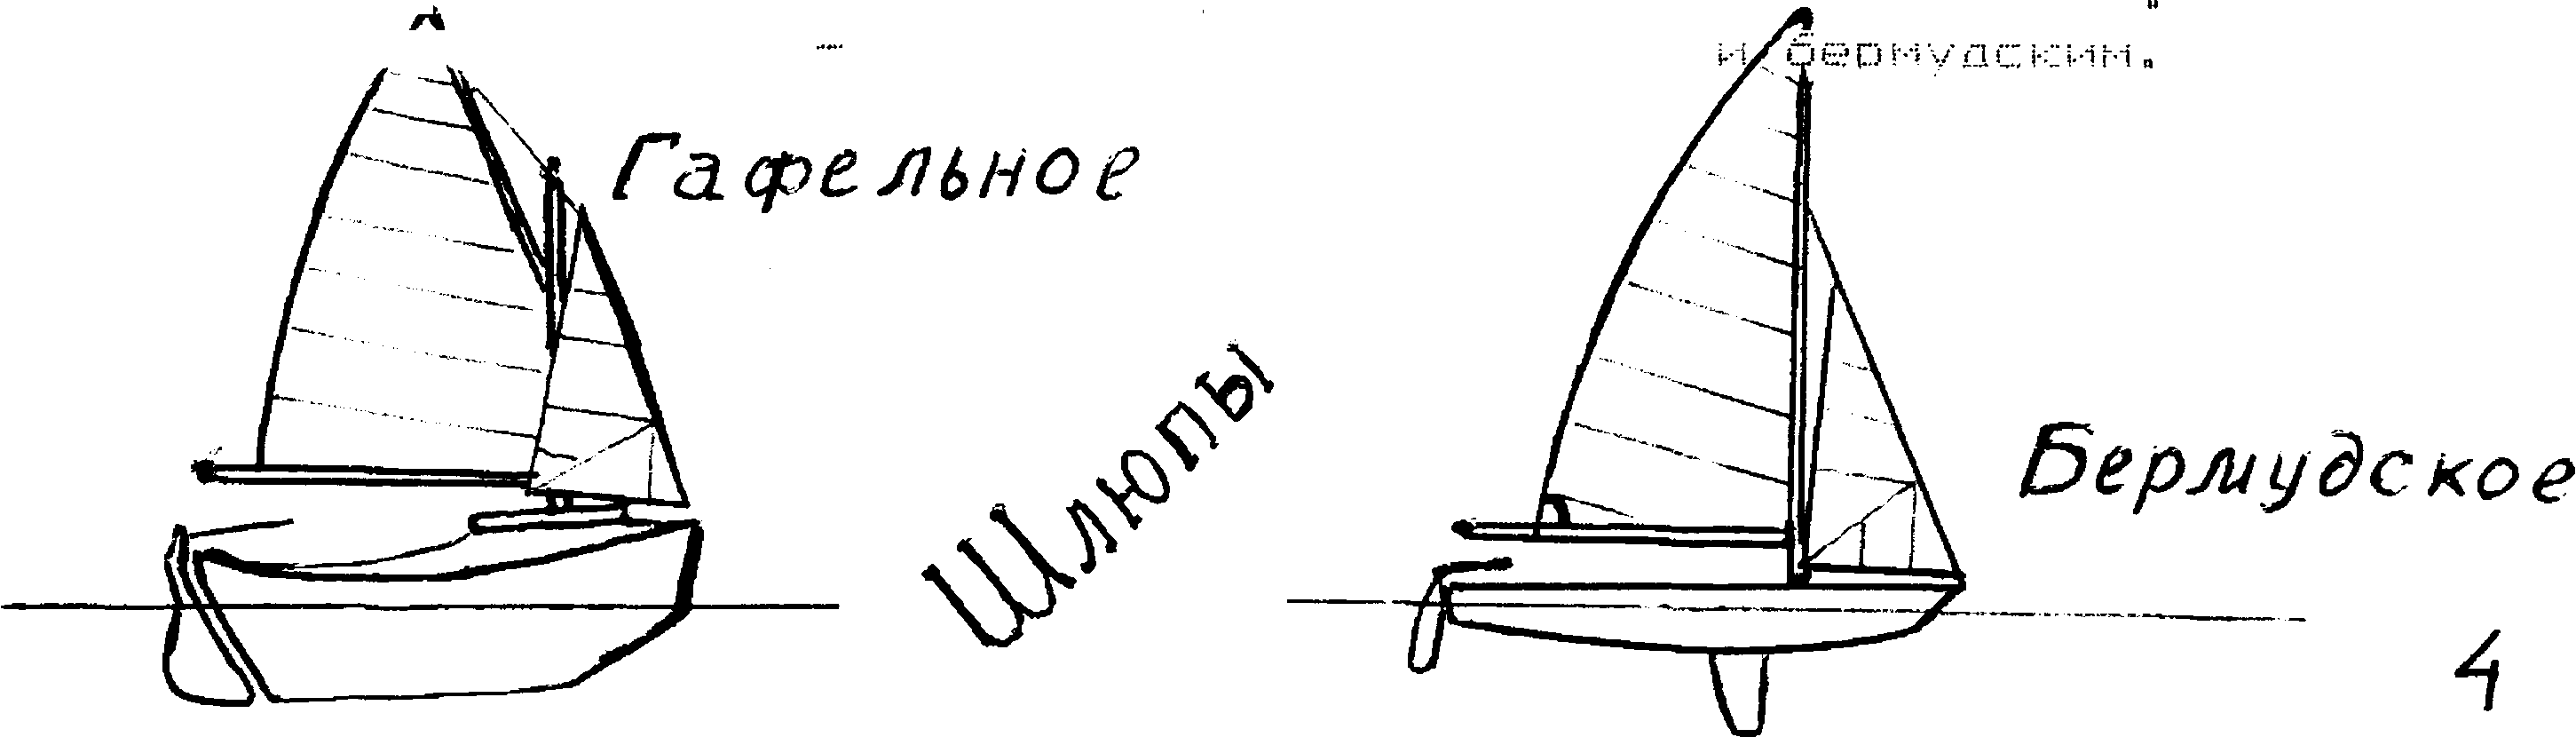 и бермудским.
Гафельное
Шлюпы
Бермудское
4